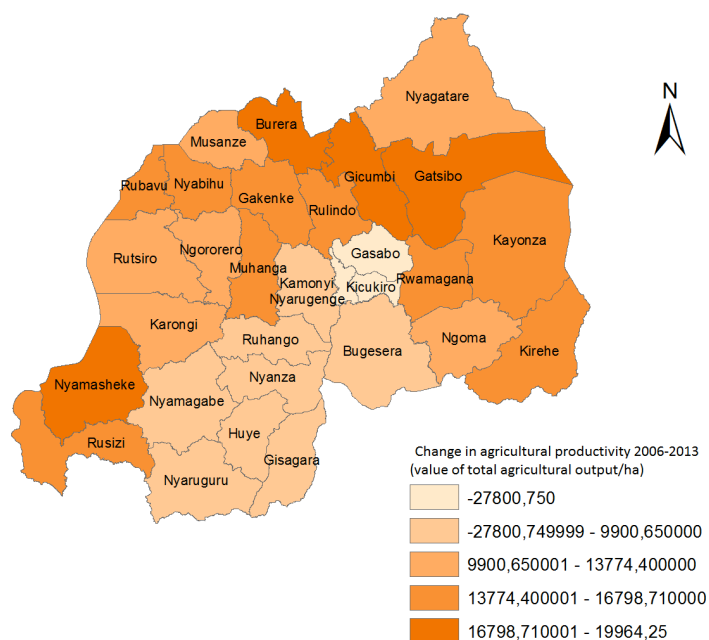 Nyagatare
N
Burera
Musanze
Gicumbi
Gatsibo
Rubavu
Nyabihu
Gakenke
Rulindo
Kayonza
Gasabo
Rutsiro
Ngororero
Muhanga
Rwamagana
Kamonyi
Kicukiro
Nyarugenge
Karongi
Ruhango
Ngoma
Bugesera
Kirehe
Nyamasheke
Nyanza
Nyamagabe
Huye
Rusizi
Gisagara
Nyaruguru
Change in agricultural productivity 2006-2013
(value of total agricultural output/ha)
-27800,750
-27800,749999 - 9900,650000
9900,650001 - 13774,400000
13774,400001 - 16798,710000
16798,710001 - 19964,25